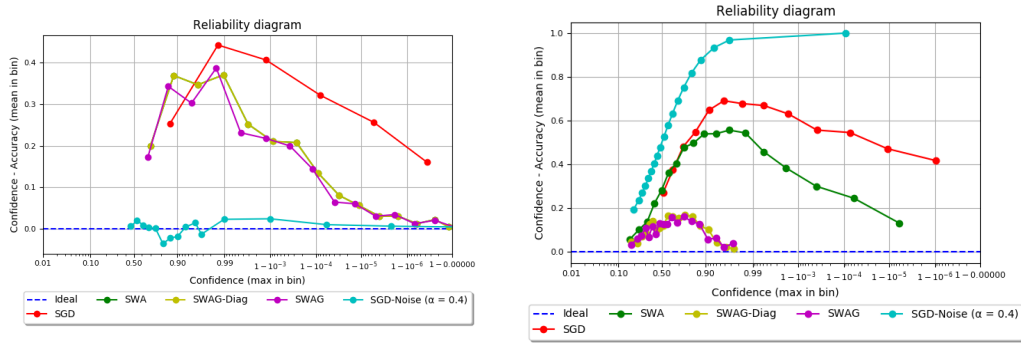 Reliability diagram
Confidence - Accuracy (mean in bin)
0.4
0.3
0.2
0.1
0.0
0.01 0.10 0.50 0.90 0.99 1−10⁻³ 1−10⁻⁴ 1−10⁻⁵ 1−10⁻⁶ 1−0.00000
Confidence (max in bin)
Ideal SWA SWAG-Diag SWAG SGD-Noise (α = 0.4)
SGD
Reliability diagram
Confidence - Accuracy (mean in bin)
1.0
0.8
0.6
0.4
0.2
0.0
0.01 0.10 0.50 0.90 0.99 1−10⁻³ 1−10⁻⁴ 1−10⁻⁵ 1−10⁻⁶ 1−0.00000
Confidence (max in bin)
Ideal SWA SWAG-Diag SWAG SGD-Noise (α = 0.4)
SGD